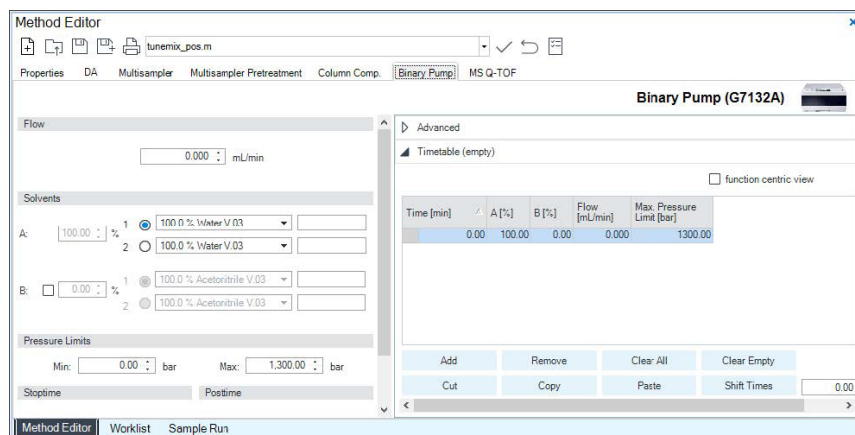 Method Editor
tunemix_pos.m
Properties DA Multisampler Multisampler Pretreatment Column Comp. Binary Pump MS Q-TOF
Binary Pump (G7132A)
Flow
0.000 mL/min
Solvents
A: 100.00 % 1 100.0 % Water V.03
2 100.0 % Water V.03
B: 0.00 % 1 100.0 % Acetonitrile V.03
2 100.0 % Acetonitrile V.03
Pressure Limits
Min: 0.00 bar Max: 1,300.00 bar
Stoptime Posttime
Advanced
Timetable (empty)
function centric view
Time [min] A [%] B [%] Flow [mL/min] Max. Pressure Limit [bar]
0.00 100.00 0.00 0.000 1300.00
Add Remove Clear All Clear Empty
Cut Copy Paste Shift Times 0.00
Method Editor Worklist Sample Run